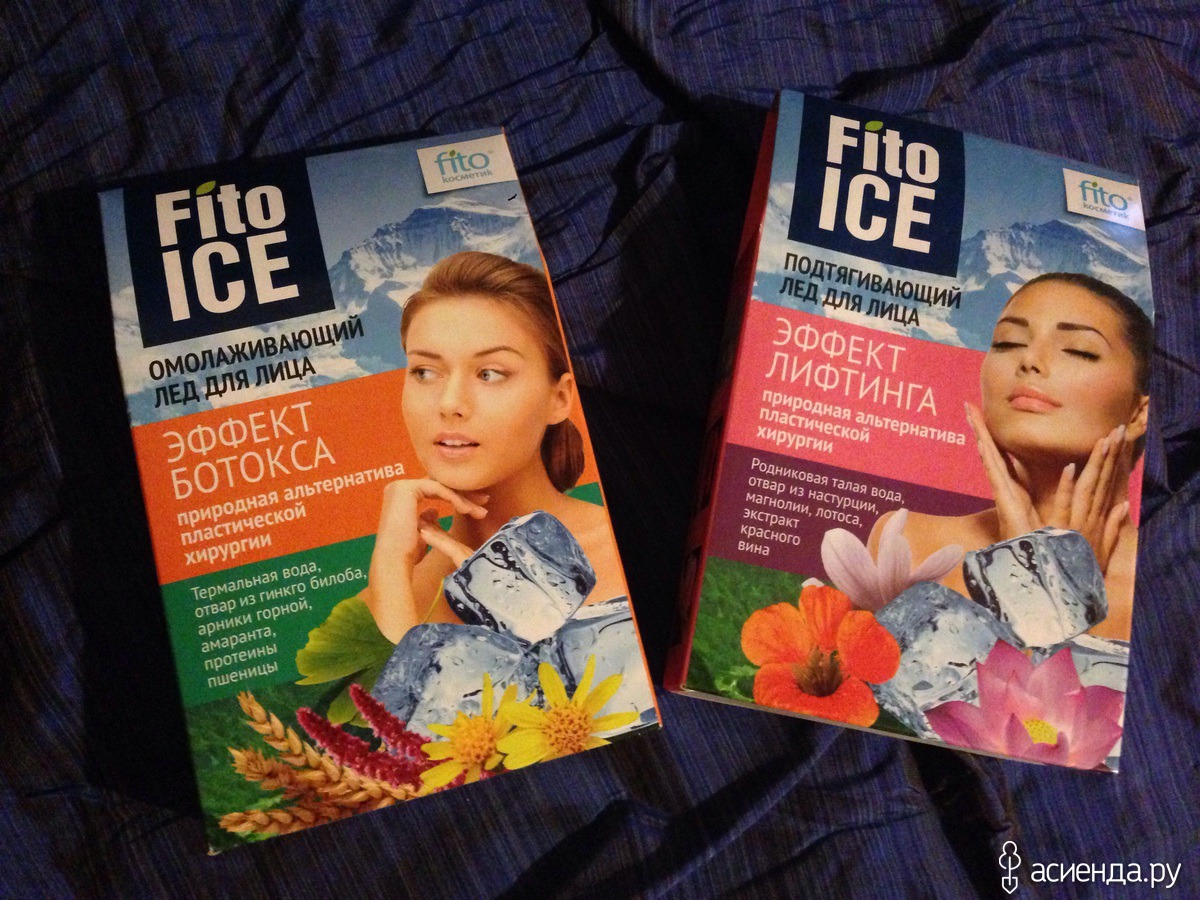 Fito
ICE
fito
косметик
ОМОЛАЖИВАЮЩИЙ
ЛЕД ДЛЯ ЛИЦА
ЭФФЕКТ
БОТОКСА
природная альтернатива
пластической
хирургии
Термальная вода,
отвар из гинкго билоба,
арники горной,
амаранта,
протеины
пшеницы
Fito
ICE
fito
косметик
ПОДТЯГИВАЮЩИЙ
ЛЕД ДЛЯ ЛИЦА
ЭФФЕКТ
ЛИФТИНГА
природная альтернатива
пластической
хирургии
Родниковая талая вода,
отвар из настурции,
магнолии, лотоса,
экстракт
красного
вина
асиенда.ру